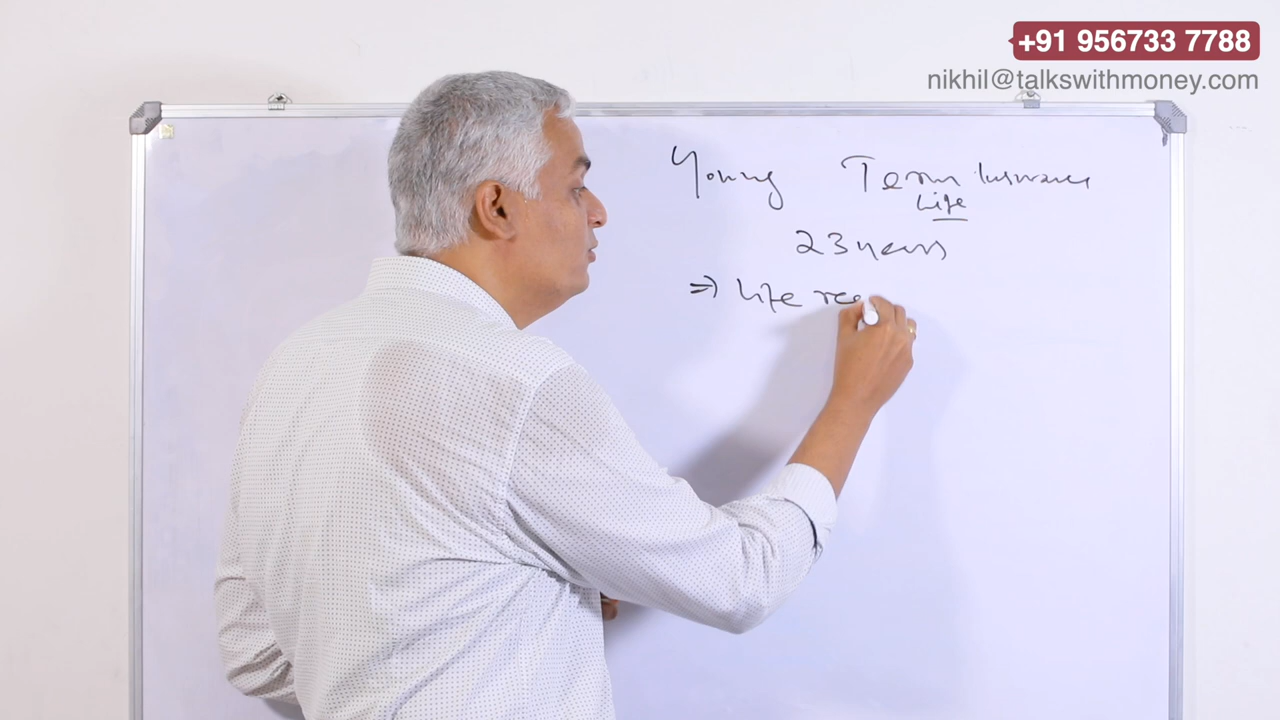 +91 956733 7788
nikhil@talkswithmoney.com
Young Term Insurance
Life
23 years
⇒ Life